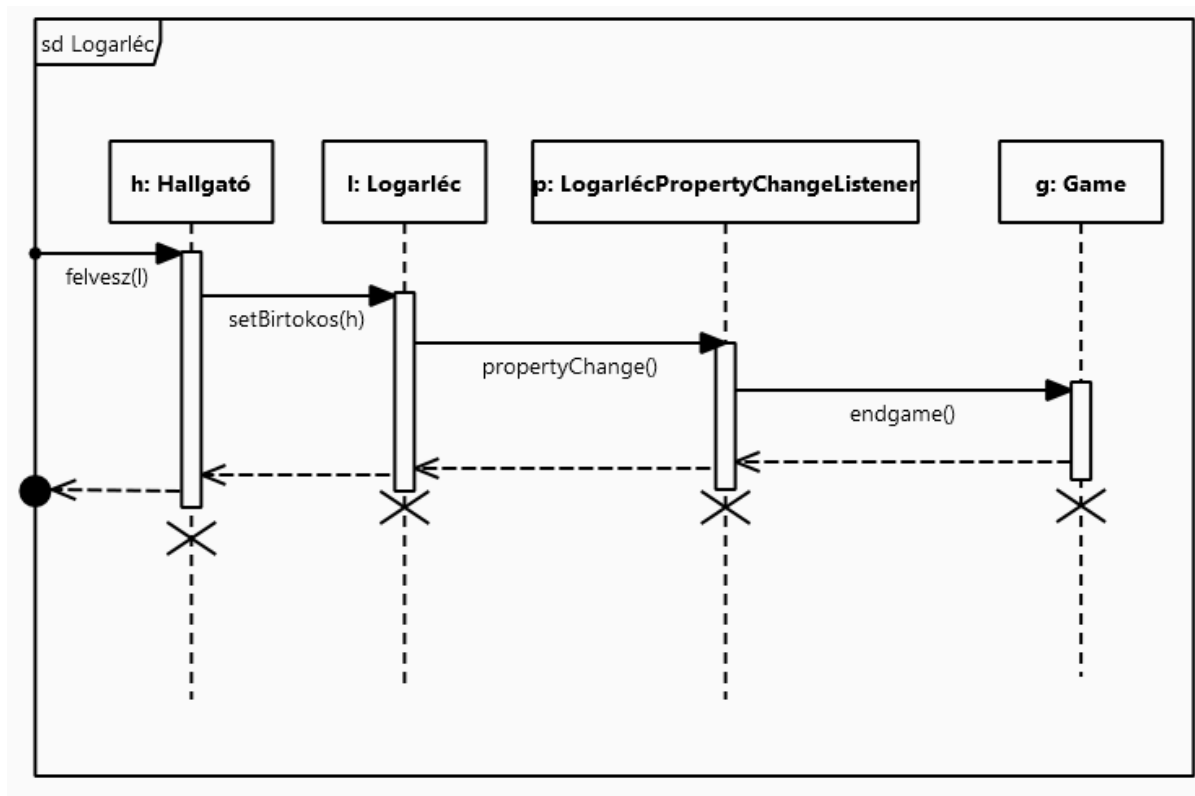 sd Logarléc
h: Hallgató
l: Logarléc
p: LogarlécPropertyChangeListener
g: Game
felvesz(l)
setBirtokos(h)
propertyChange()
endgame()